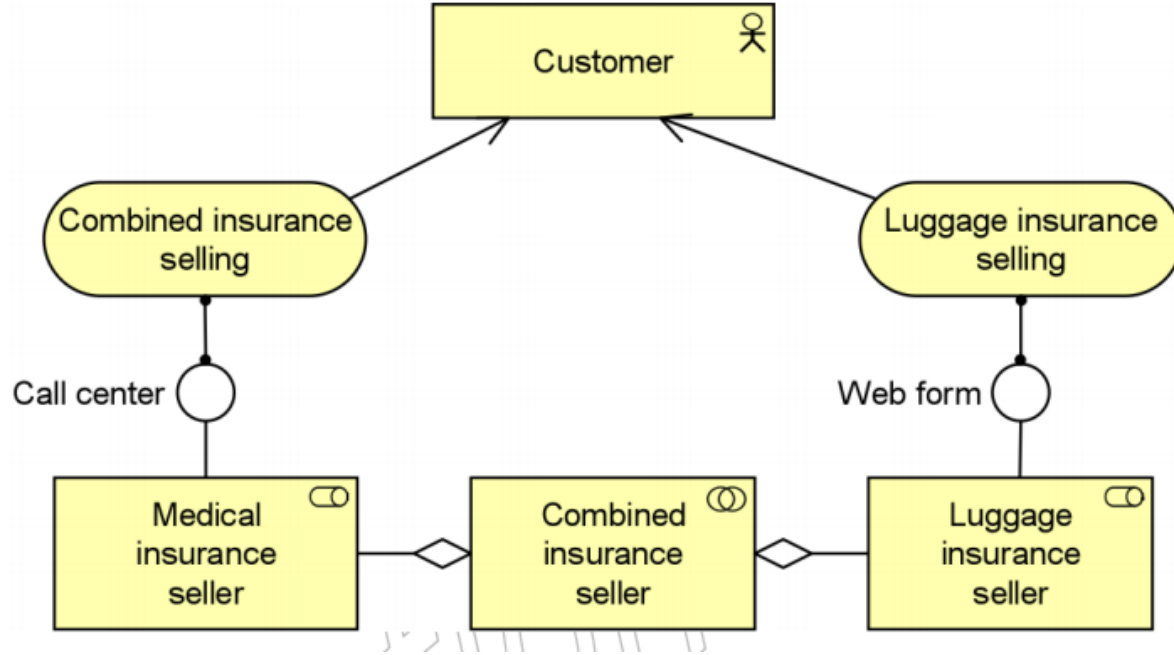 Customer
Combined insurance
selling
Luggage insurance
selling
Call center
Web form
Medical
insurance
seller
Combined
insurance
seller
Luggage
insurance
seller